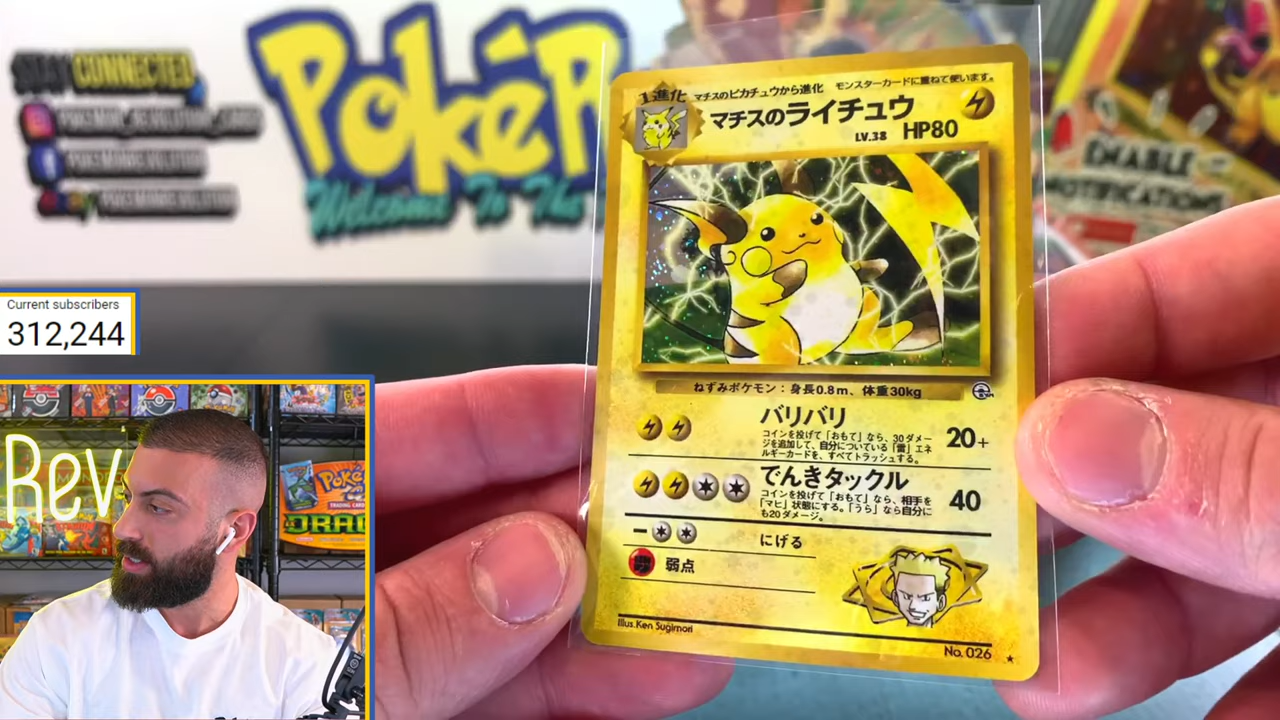 STAY CONNECTED
PokéR
Welcome To The
ENABLE
NOTIFICATIONS
1進化
マチスのピカチュウから進化 モンスターカードに重ねて使います。
マチスのライチュウ
LV.38 HP80
ねずみポケモン：身長0.8m、体重30kg
バリバリ
コインを投げて「おもて」なら、30ダメー
ジを追加して、自分についている「雷」エネ
ルギーカードを、すべてトラッシュする。
20+
でんきタックル
コインを投げて「おもて」なら、相手を
「マヒ」状態にする。「うら」なら自分に
も20ダメージ。
40
にげる
弱点
Illus. Ken Sugimori
No. 026
Current subscribers
312,244
Rev
Poké
TRADING CARD
DRAG